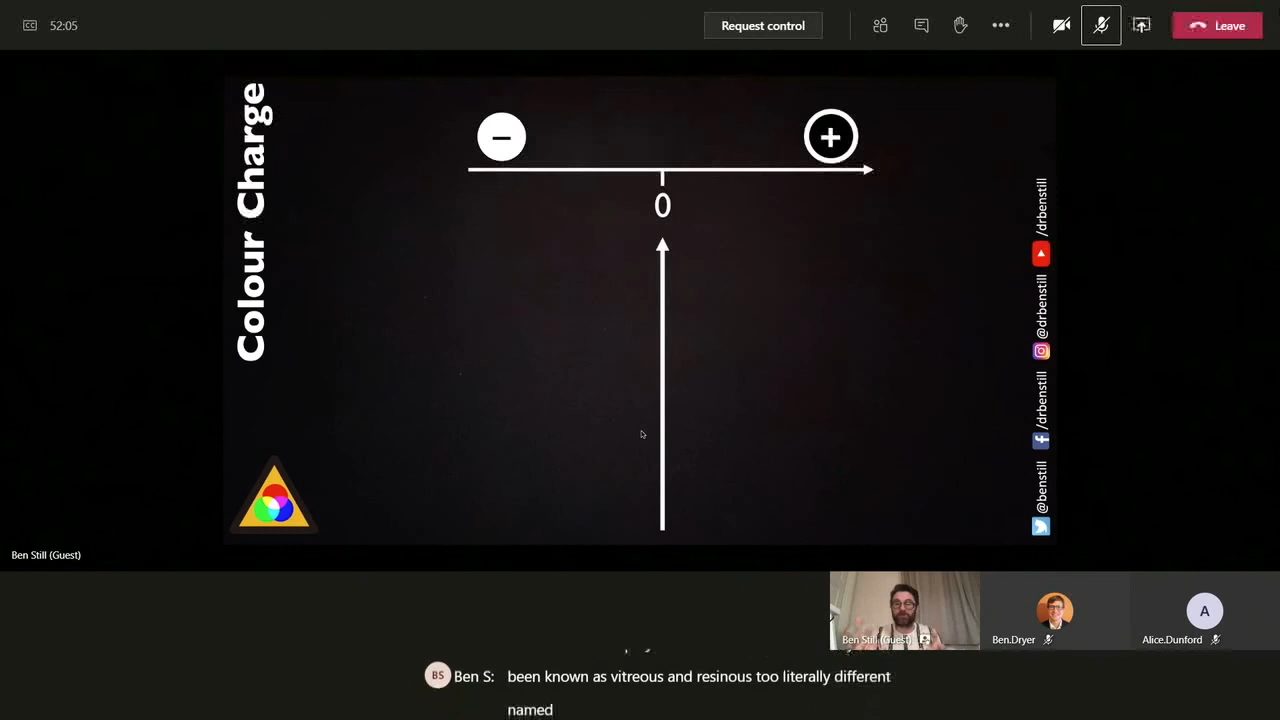 52:05
Request control
Leave
Colour Charge
−
+
0
/drbenstill
@drbenstill
/drbenstill
@benstill
Ben Still (Guest)
Ben Still (Guest)
Ben.Dryer
A
Alice.Dunford
BS
Ben S:
been known as vitreous and resinous too literally different
named